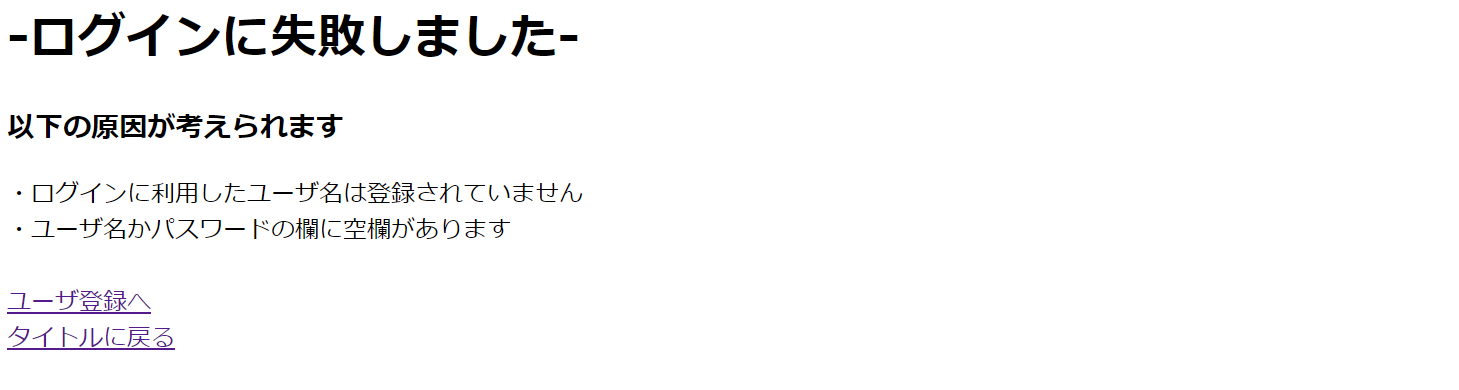 -ログインに失敗しました-
以下の原因が考えられます
・ログインに利用したユーザ名は登録されていません
・ユーザ名かパスワードの欄に空欄があります
ユーザ登録へ
タイトルに戻る